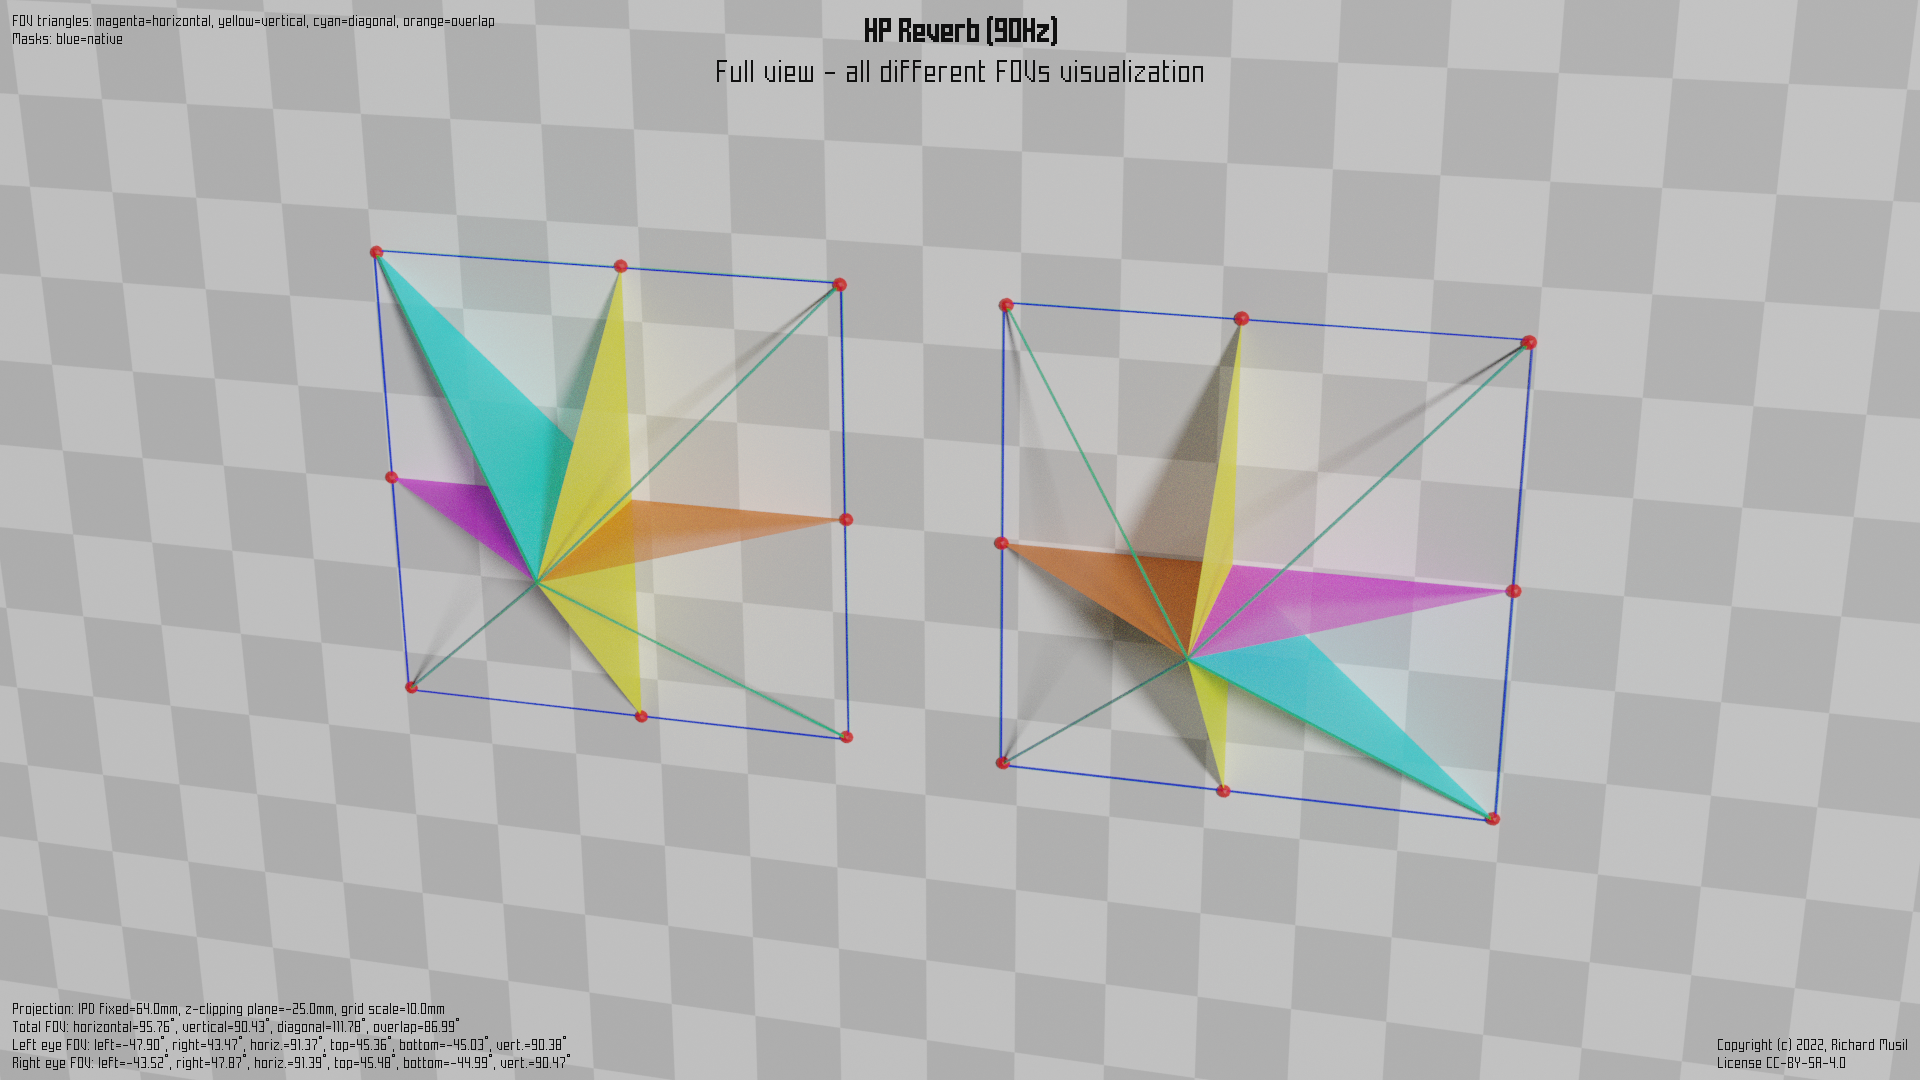 FOV triangles: magenta=horizontal, yellow=vertical, cyan=diagonal, orange=overlap
Masks: blue=native
HP Reverb (90Hz)
Full view - all different FOVs visualization
Projection: IPD fixed=64.0mm, z-clipping plane=-25.0mm, grid scale=10.0mm
Total FOV: horizontal=95.76°, vertical=90.43°, diagonal=111.78°, overlap=86.99°
Left eye FOV: left=-47.90°, right=43.47°, horiz.=91.37°, top=45.36°, bottom=-45.03°, vert.=90.38°
Right eye FOV: left=-43.52°, right=47.87°, horiz.=91.39°, top=45.48°, bottom=-44.99°, vert.=90.47°
Copyright (c) 2022, Richard Musil
License CC-BY-SA-4.0